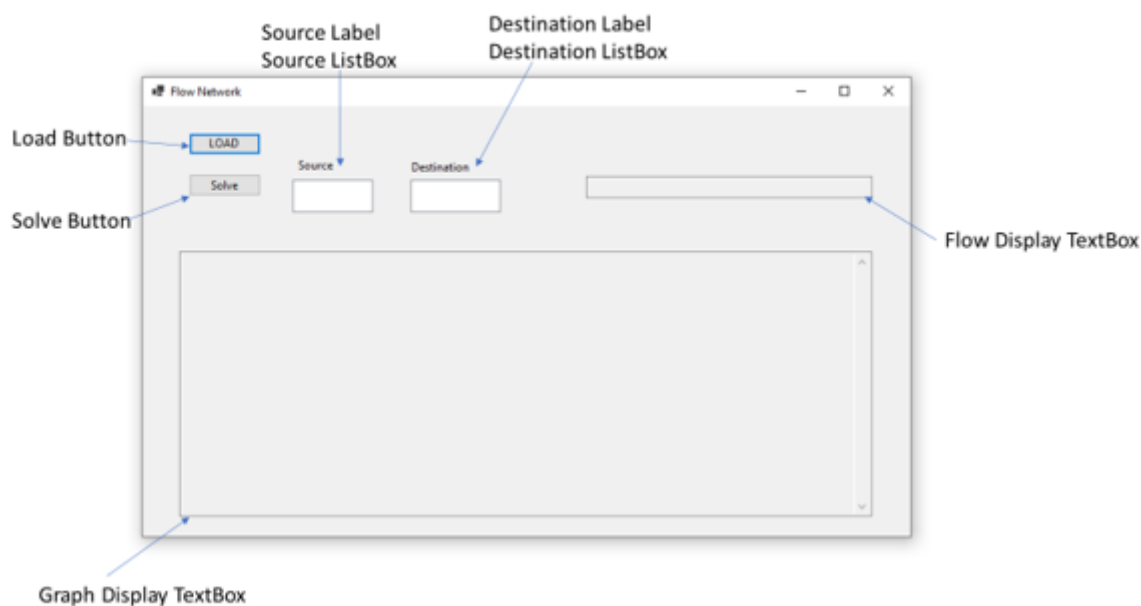 Source Label
Source ListBox
Destination Label
Destination ListBox
Flow Network
Load Button
LOAD
Source
Destination
Solve
Solve Button
Flow Display TextBox
Graph Display TextBox